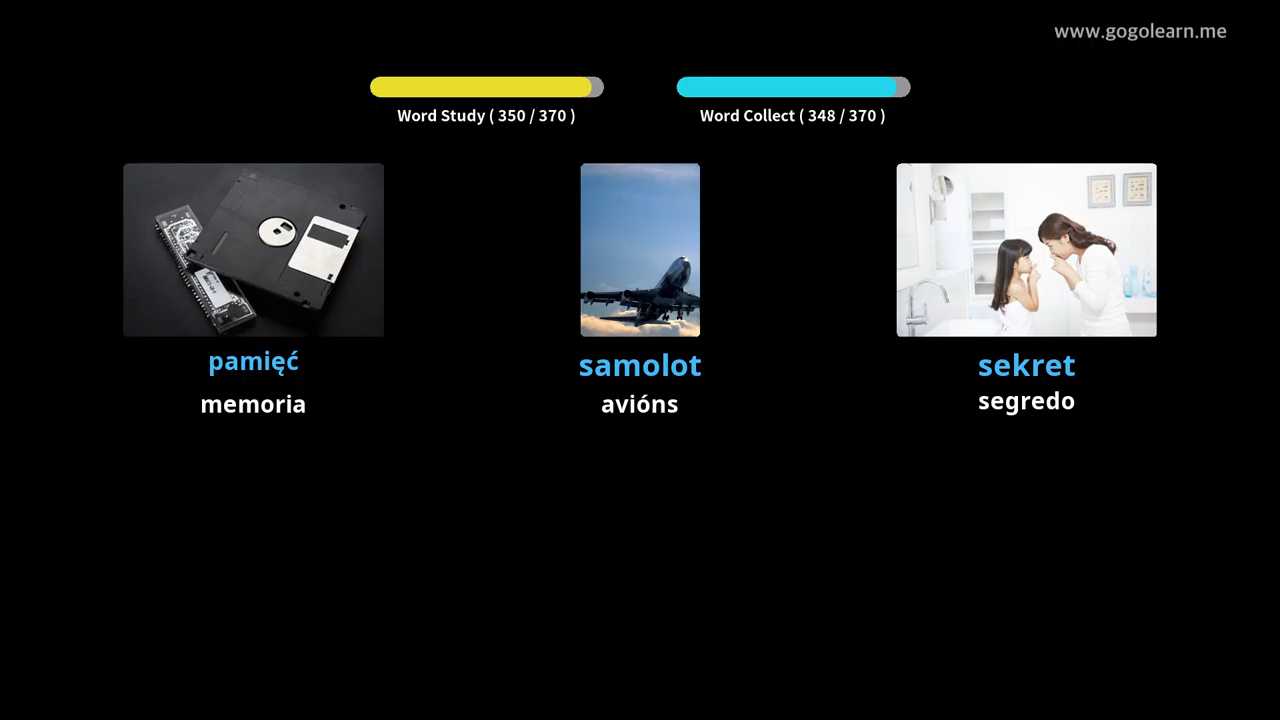 www.gogolearn.me
Word Study ( 350 / 370 )
Word Collect ( 348 / 370 )
pamięć
samolot
sekret
memoria
avións
segredo